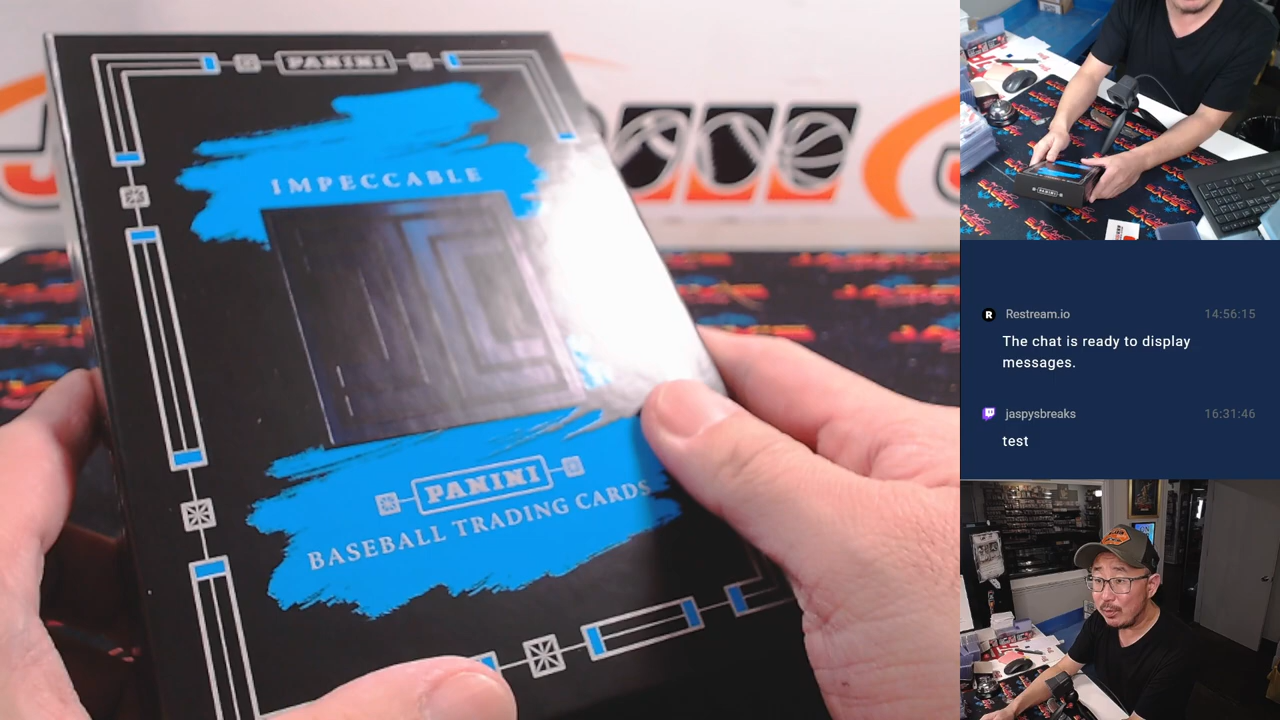 PANINI
IMPECCABLE
PANINI
BASEBALL TRADING CARDS
PANINI
Restream.io 14:56:15
The chat is ready to display
messages.
jaspysbreaks 16:31:46
test